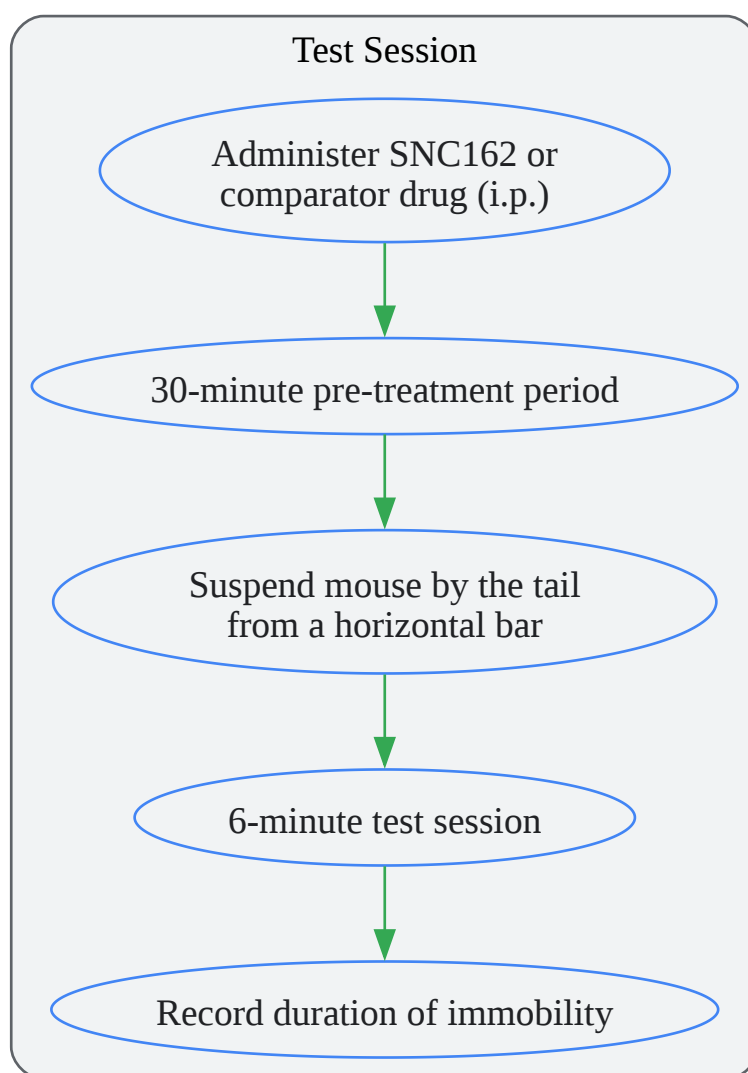 Test Session
Administer SNC162 or
comparator drug (i.p.)
30-minute pre-treatment period
Suspend mouse by the tail
from a horizontal bar
6-minute test session
Record duration of immobility